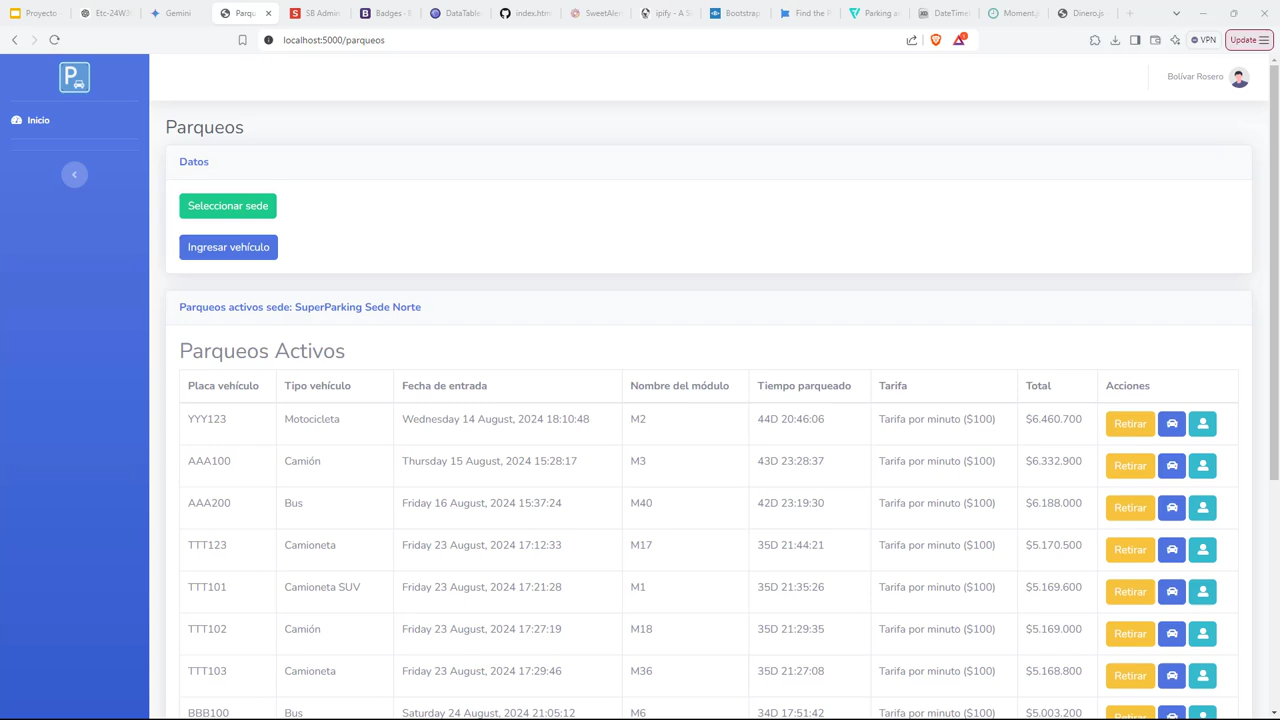 Proyecto
Etc-24W3
Gemini
Parqu
SB Admin
Badges
DataTable
index.htm
SweetAler
ipify - A S
Bootstrap
Find the
Parking a
DateTime
Moment.j
Dinero.js
localhost:5000/parqueos
VPN
Update
P
Bolívar Rosero
Inicio
Parqueos
Datos
Seleccionar sede
Ingresar vehículo
Parqueos activos sede: SuperParking Sede Norte
Parqueos Activos
Placa vehículo Tipo vehículo Fecha de entrada Nombre del módulo Tiempo parqueado Tarifa Total Acciones
YYY123 Motocicleta Wednesday 14 August, 2024 18:10:48 M2 44D 20:46:06 Tarifa por minuto ($100) $6.460.700 Retirar
AAA100 Camión Thursday 15 August, 2024 15:28:17 M3 43D 23:28:37 Tarifa por minuto ($100) $6.332.900 Retirar
AAA200 Bus Friday 16 August, 2024 15:37:24 M40 42D 23:19:30 Tarifa por minuto ($100) $6.188.000 Retirar
TTT123 Camioneta Friday 23 August, 2024 17:12:33 M17 35D 21:44:21 Tarifa por minuto ($100) $5.170.500 Retirar
TTT101 Camioneta SUV Friday 23 August, 2024 17:21:28 M1 35D 21:35:26 Tarifa por minuto ($100) $5.169.600 Retirar
TTT102 Camión Friday 23 August, 2024 17:27:19 M18 35D 21:29:35 Tarifa por minuto ($100) $5.169.000 Retirar
TTT103 Camioneta Friday 23 August, 2024 17:29:46 M36 35D 21:27:08 Tarifa por minuto ($100) $5.168.800 Retirar
BBB100 Bus Saturday 24 August, 2024 21:05:12 M6 34D 17:51:42 Tarifa por minuto ($100) $5.003.200 Retirar